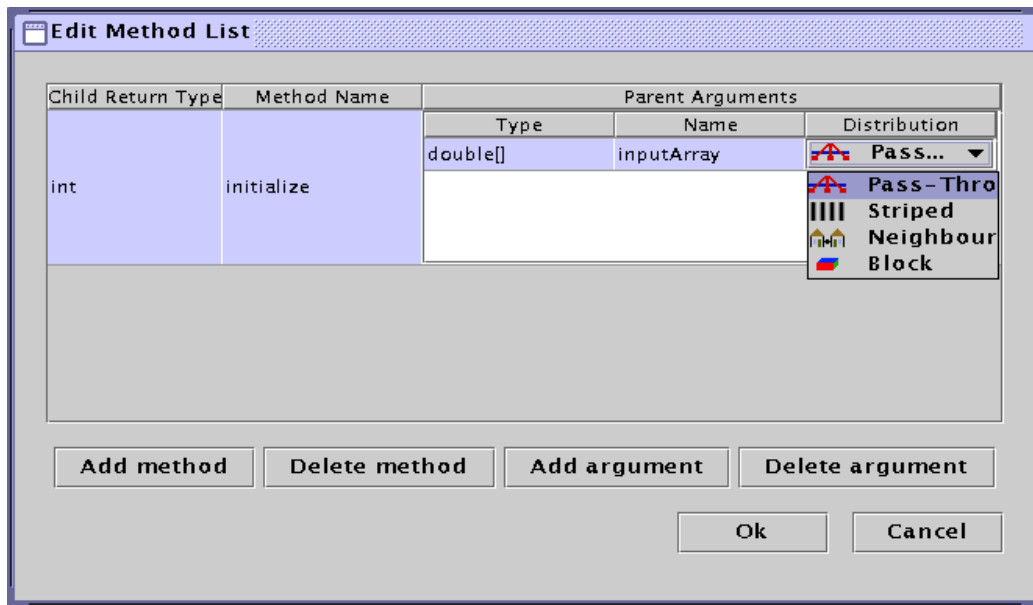 Edit Method List
Child Return Type Method Name Parent Arguments
Type Name Distribution
double[] inputArray Pass...
int initialize
Pass-Thro
Striped
Neighbour
Block
Add method Delete method Add argument Delete argument
Ok Cancel